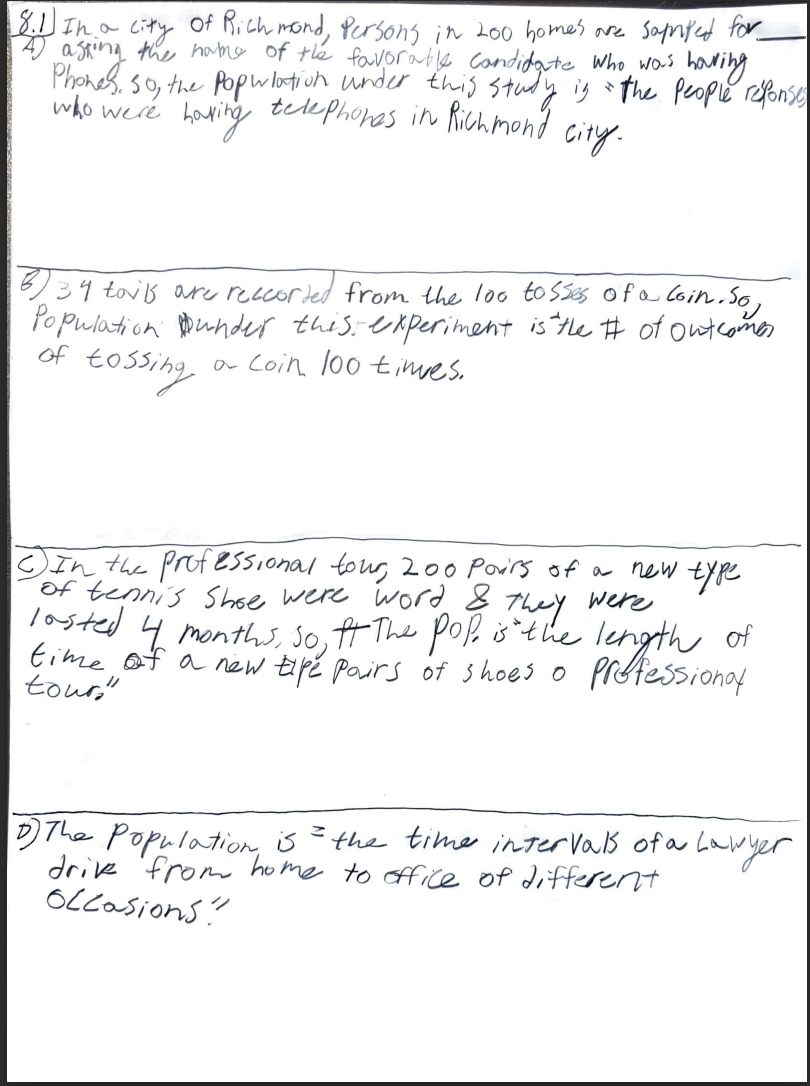 8.1 In a city of Richmond, Persons in 200 homes are sampled for
A) asking the name of the favorable candidate who was having
Phones. So, the Population under this study is "the People reponses
who were having telephones in Richmond city.
B) 34 tails are reccorded from the 100 tosses of a coin. So,
Population under this experiment is "the # of outcomes
of tossing a coin 100 times.
C) In the professional tour, 200 pairs of a new type
of tennis shoe were word & they were
lasted 4 months, so, The pop. is "the length of
time of a new tipe pairs of shoes o Professional
tour."
D) The Population is "the time intervals of a Lawyer
drive from home to office of different
occasions".